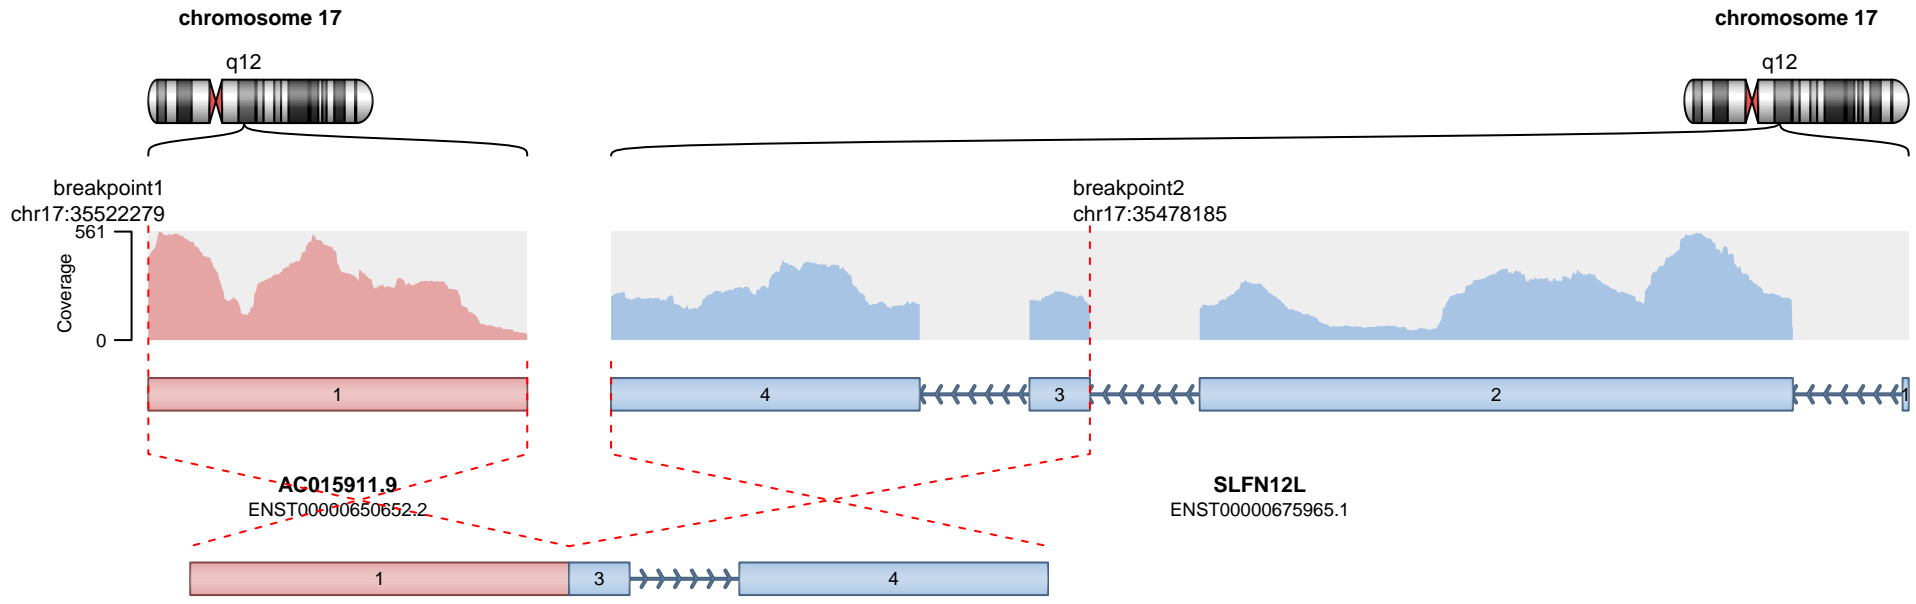 chromosome 17
chromosome 17
q12
q12
breakpoint1
chr17:35522279
breakpoint2
chr17:35478185
561
Coverage
0
1
4
3
2
1
AC015911.9
ENST00000650652.2
SLFN12L
ENST00000675965.1
1
3
4